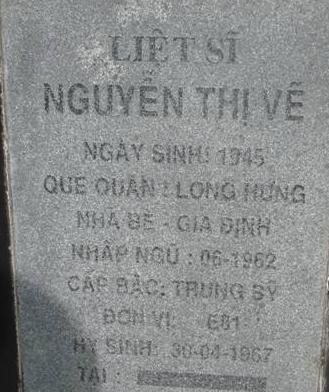 LIỆT SĨ
NGUYỄN THỊ VẼ
NGÀY SINH: 1945
QUÊ QUÁN : LONG HƯNG
NHÀ BÈ - GIA ĐỊNH
NHẬP NGŨ : 06-1962
CẤP BẬC: TRUNG SỸ
ĐƠN VỊ: E81
HY SINH: 30-04-1967
TẠI :